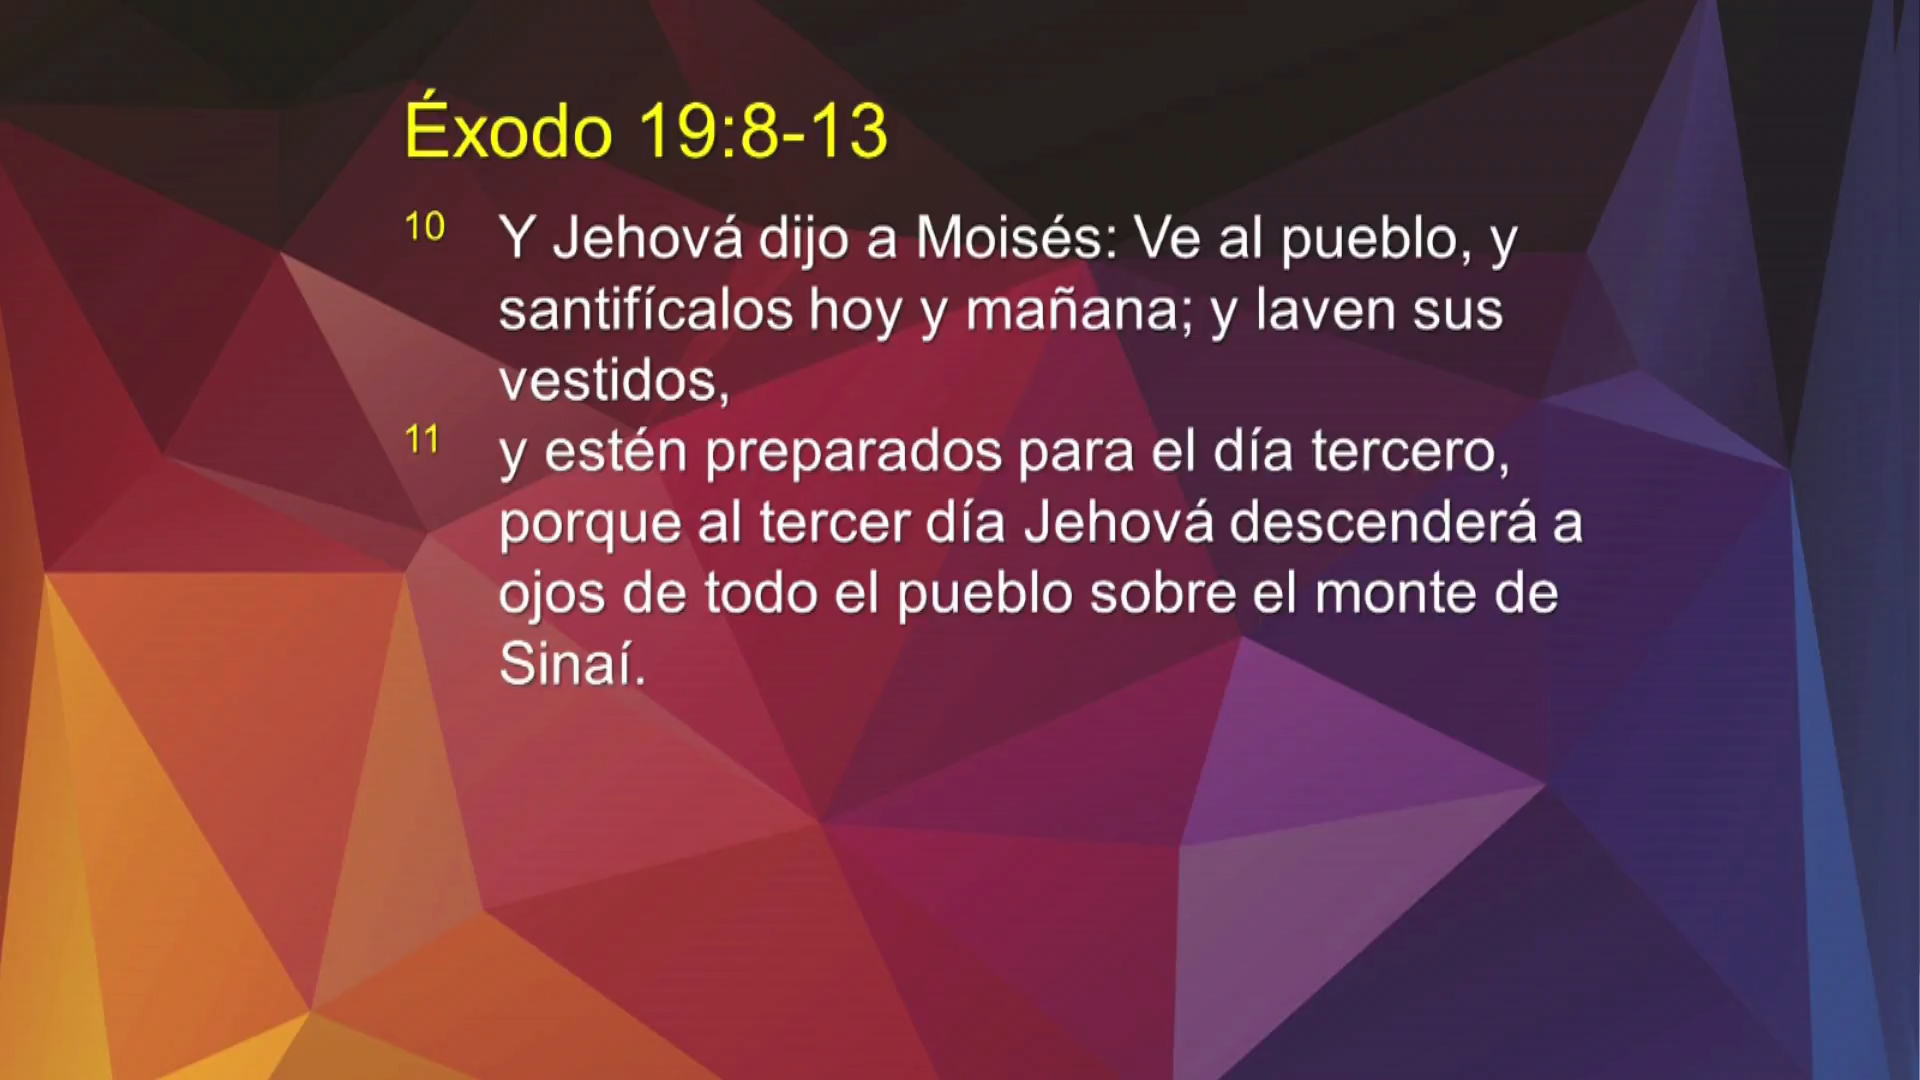 Éxodo 19:8-13
10 Y Jehová dijo a Moisés: Ve al pueblo, y
santifícalos hoy y mañana; y laven sus
vestidos,
11 y estén preparados para el día tercero,
porque al tercer día Jehová descenderá a
ojos de todo el pueblo sobre el monte de
Sinaí.